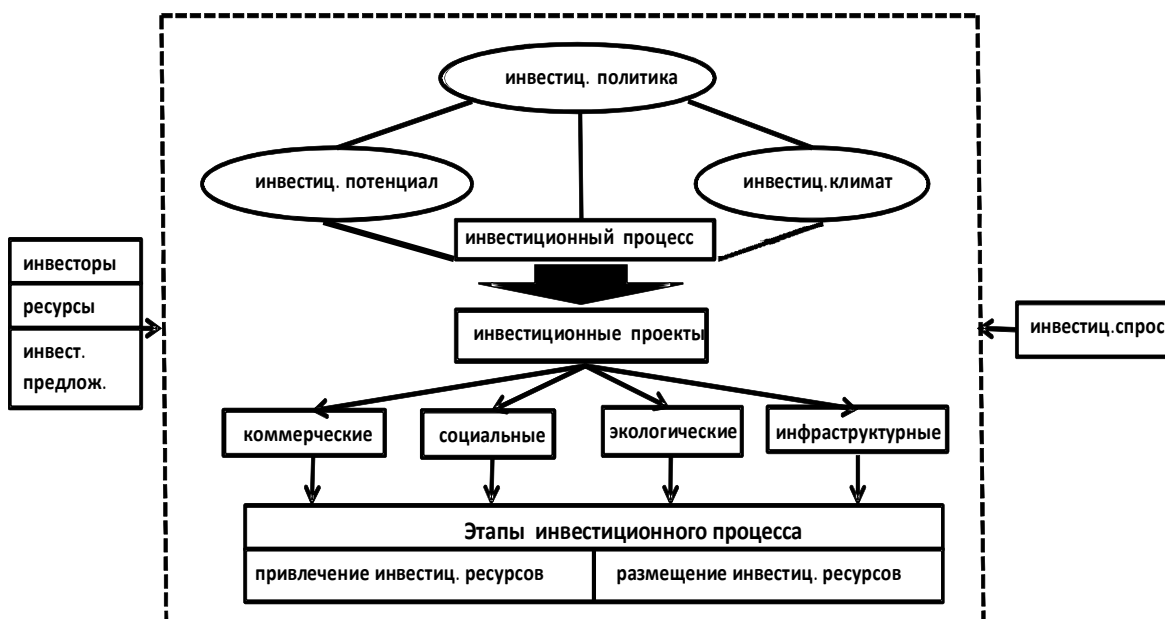 инвестиц. политика
инвестиц. потенциал
инвестиц.климат
инвестиционный процесс
инвесторы
ресурсы
инвест.
предлож.
инвестиционные проекты
инвестиц.спрос
коммерческие
социальные
экологические
инфраструктурные
Этапы инвестиционного процесса
привлечение инвестиц. ресурсов
размещение инвестиц. ресурсов